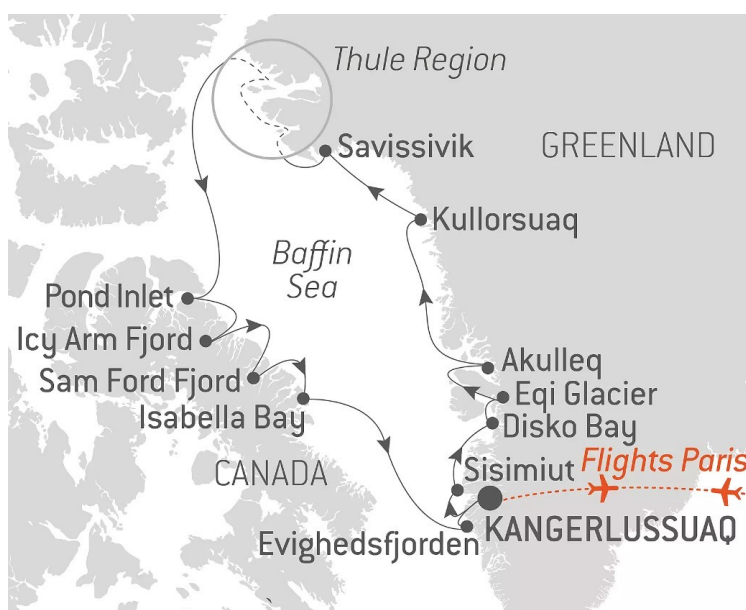 Thule Region
Savissivik
GREENLAND
Kullorsuaq
Baffin
Sea
Pond Inlet
Icy Arm Fjord
Sam Ford Fjord
Isabella Bay
Akulleq
Eqi Glacier
Disko Bay
CANADA
Sisimiut
Flights Paris
KANGERLUSSUAQ
Evighedsfjorden